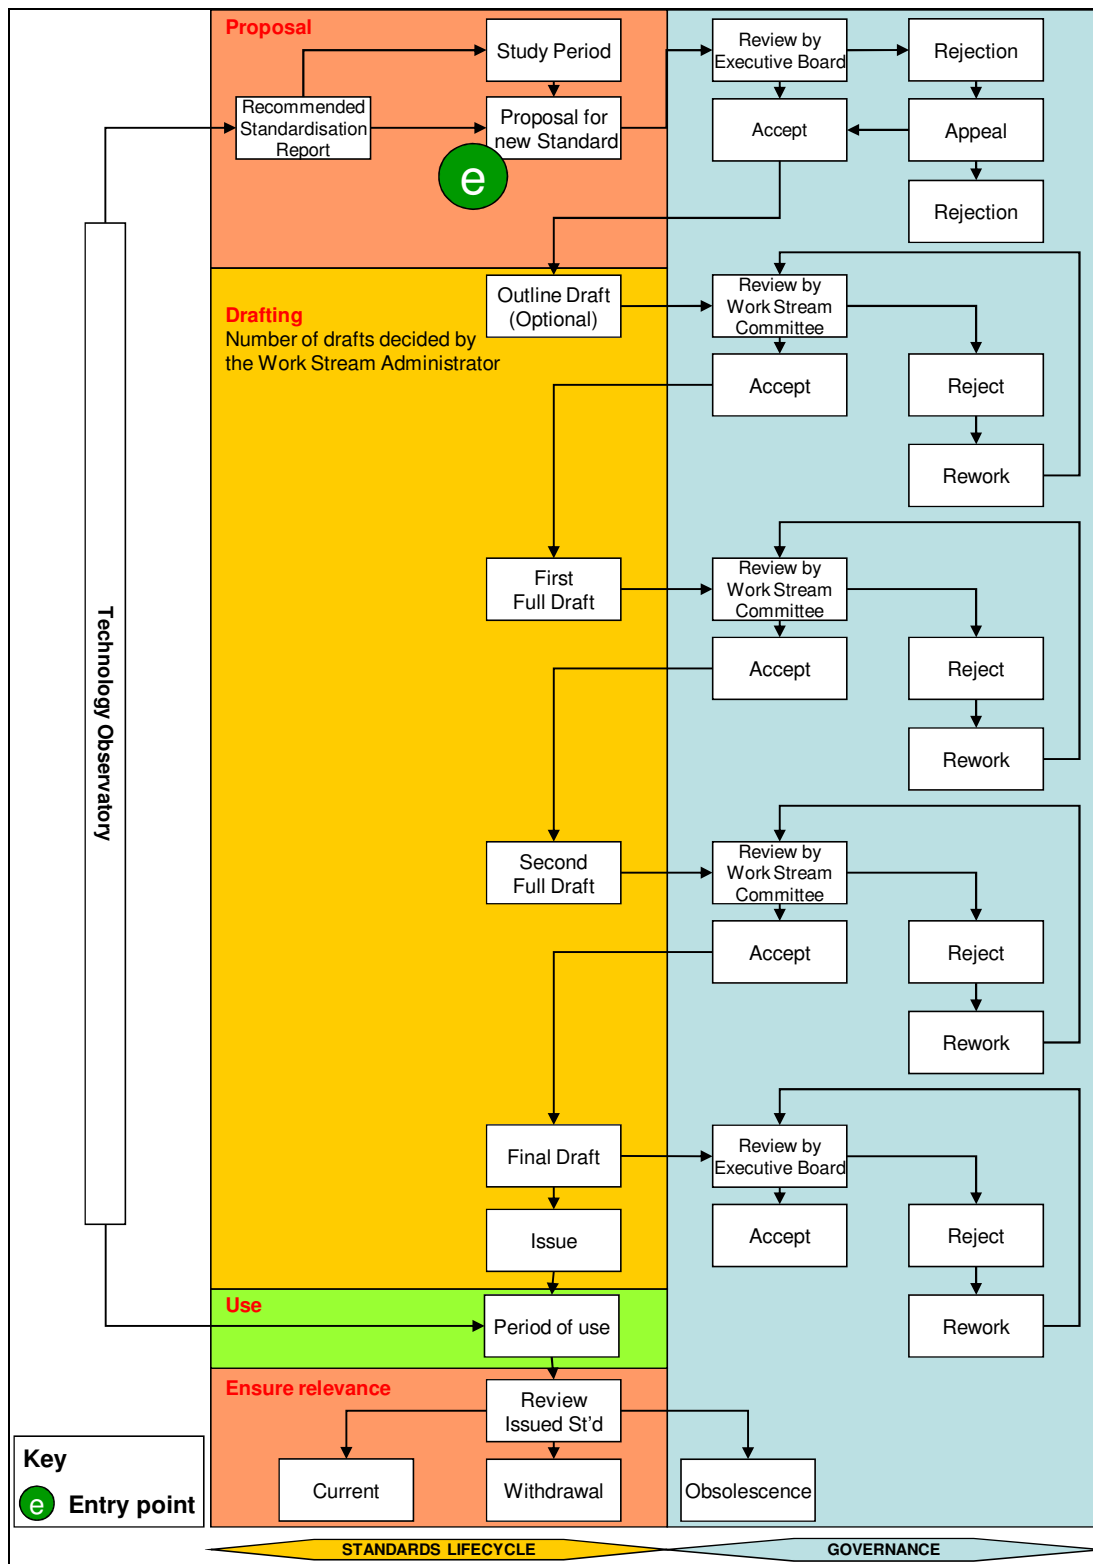 Proposal
Study Period
Review by
Executive Board
Rejection
Recommended
Standardisation
Report
Proposal for
new Standard
Accept
Appeal
e
Rejection
Outline Draft
(Optional)
Review by
Work Stream
Committee
Drafting
Number of drafts decided by
the Work Stream Administrator
Accept
Reject
Rework
First
Full Draft
Review by
Work Stream
Committee
Accept
Reject
Rework
Technology Observatory
Second
Full Draft
Review by
Work Stream
Committee
Accept
Reject
Rework
Final Draft
Review by
Executive Board
Issue
Accept
Reject
Use
Period of use
Rework
Ensure relevance
Review
Issued St'd
Current
Withdrawal
Obsolescence
Key
e Entry point
STANDARDS LIFECYCLE
GOVERNANCE